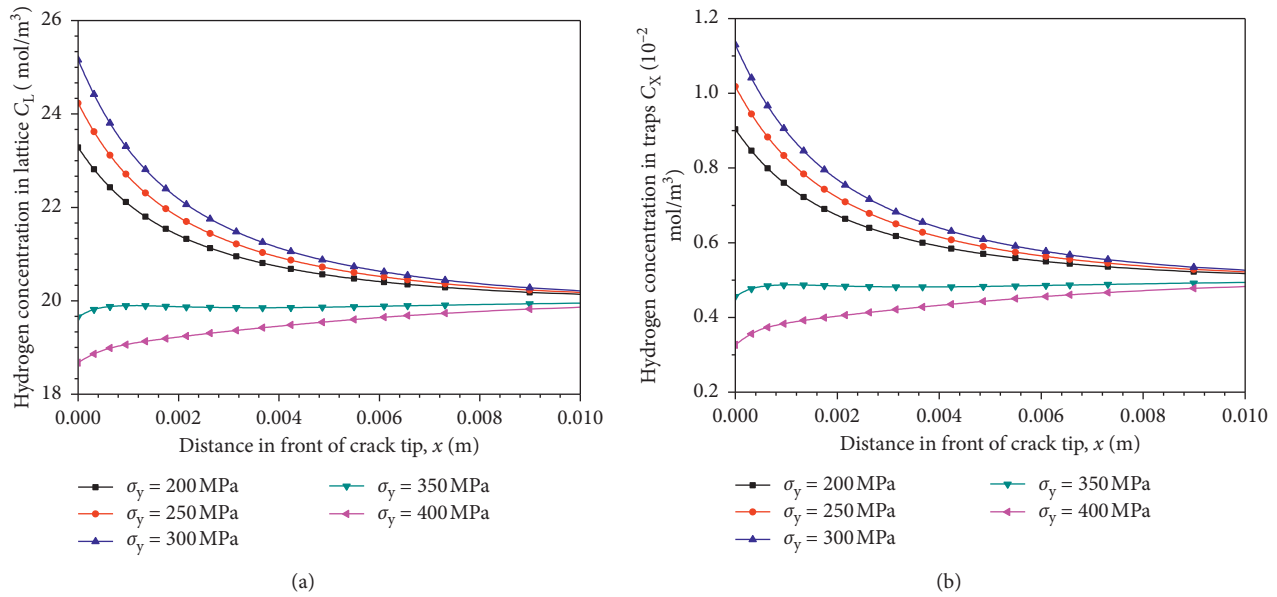 Hydrogen concentration in lattice C_L ( mol/m³)
26
24
22
20
18
0.000 0.002 0.004 0.006 0.008 0.010
Distance in front of crack tip, x (m)
σ_y = 200 MPa
σ_y = 250 MPa
σ_y = 300 MPa
σ_y = 350 MPa
σ_y = 400 MPa
(a)
Hydrogen concentration in traps C_X (10⁻²
mol/m³)
1.2
1.0
0.8
0.6
0.4
0.2
0.000 0.002 0.004 0.006 0.008 0.010
Distance in front of crack tip, x (m)
σ_y = 200 MPa
σ_y = 250 MPa
σ_y = 300 MPa
σ_y = 350 MPa
σ_y = 400 MPa
(b)